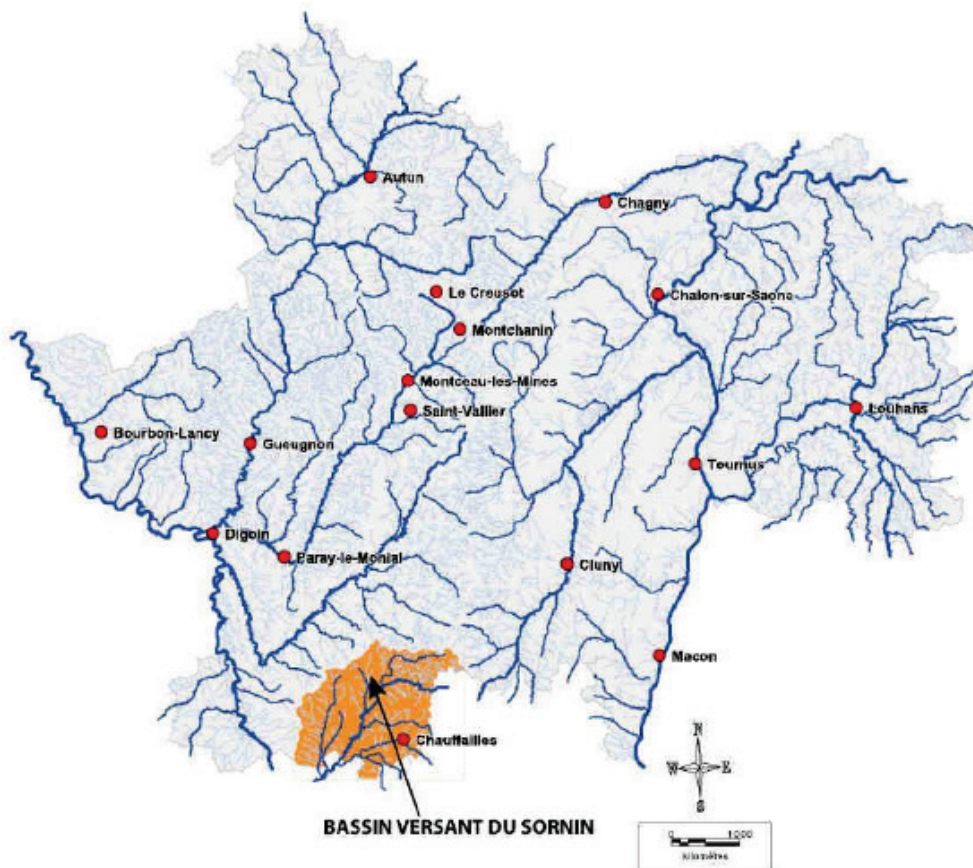 Autun
Chagny
Le Creusot
Chalon-sur-Saone
Montchanin
Montceau-les-Mines
Saint-Vallier
Louhans
Bourbon-Lancy
Gueugnon
Tournus
Digoin
Paray-le-Monial
Cluny
Macon
Chauffailles
N
W E
S
BASSIN VERSANT DU SORNIN
kilomètres